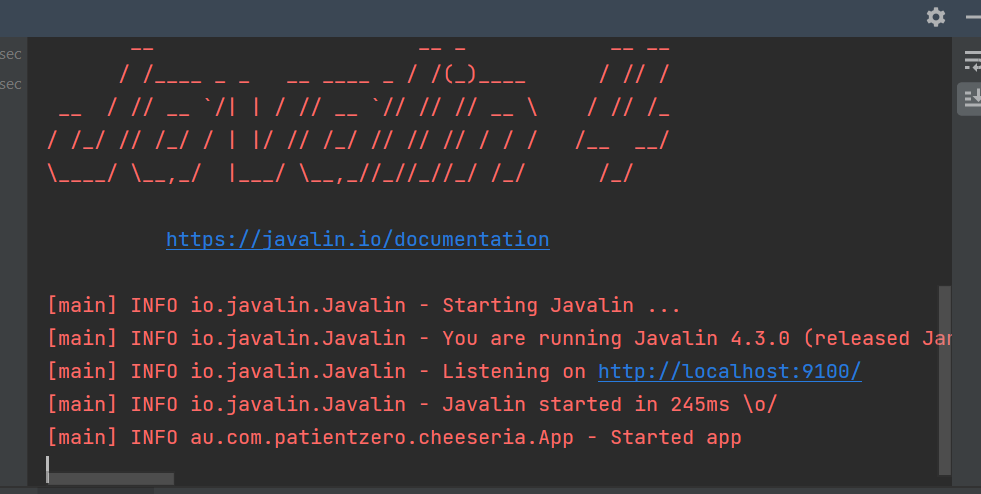 sec
sec
       __                      __ _            __ __
      / /____ _ _   __ ____ _ / /(_)____      / // /
 __  / // __ `/| | / // __ `// // // __ \    / // /_
/ /_/ // /_/ / | |/ // /_/ // // // / / /   /__  __/
\____/ \__,_/  |___/ \__,_//_//_//_/ /_/      /_/
https://javalin.io/documentation
[main] INFO io.javalin.Javalin - Starting Javalin ...
[main] INFO io.javalin.Javalin - You are running Javalin 4.3.0 (released Jan
[main] INFO io.javalin.Javalin - Listening on http://localhost:9100/
[main] INFO io.javalin.Javalin - Javalin started in 245ms \o/
[main] INFO au.com.patientzero.cheeseria.App - Started app